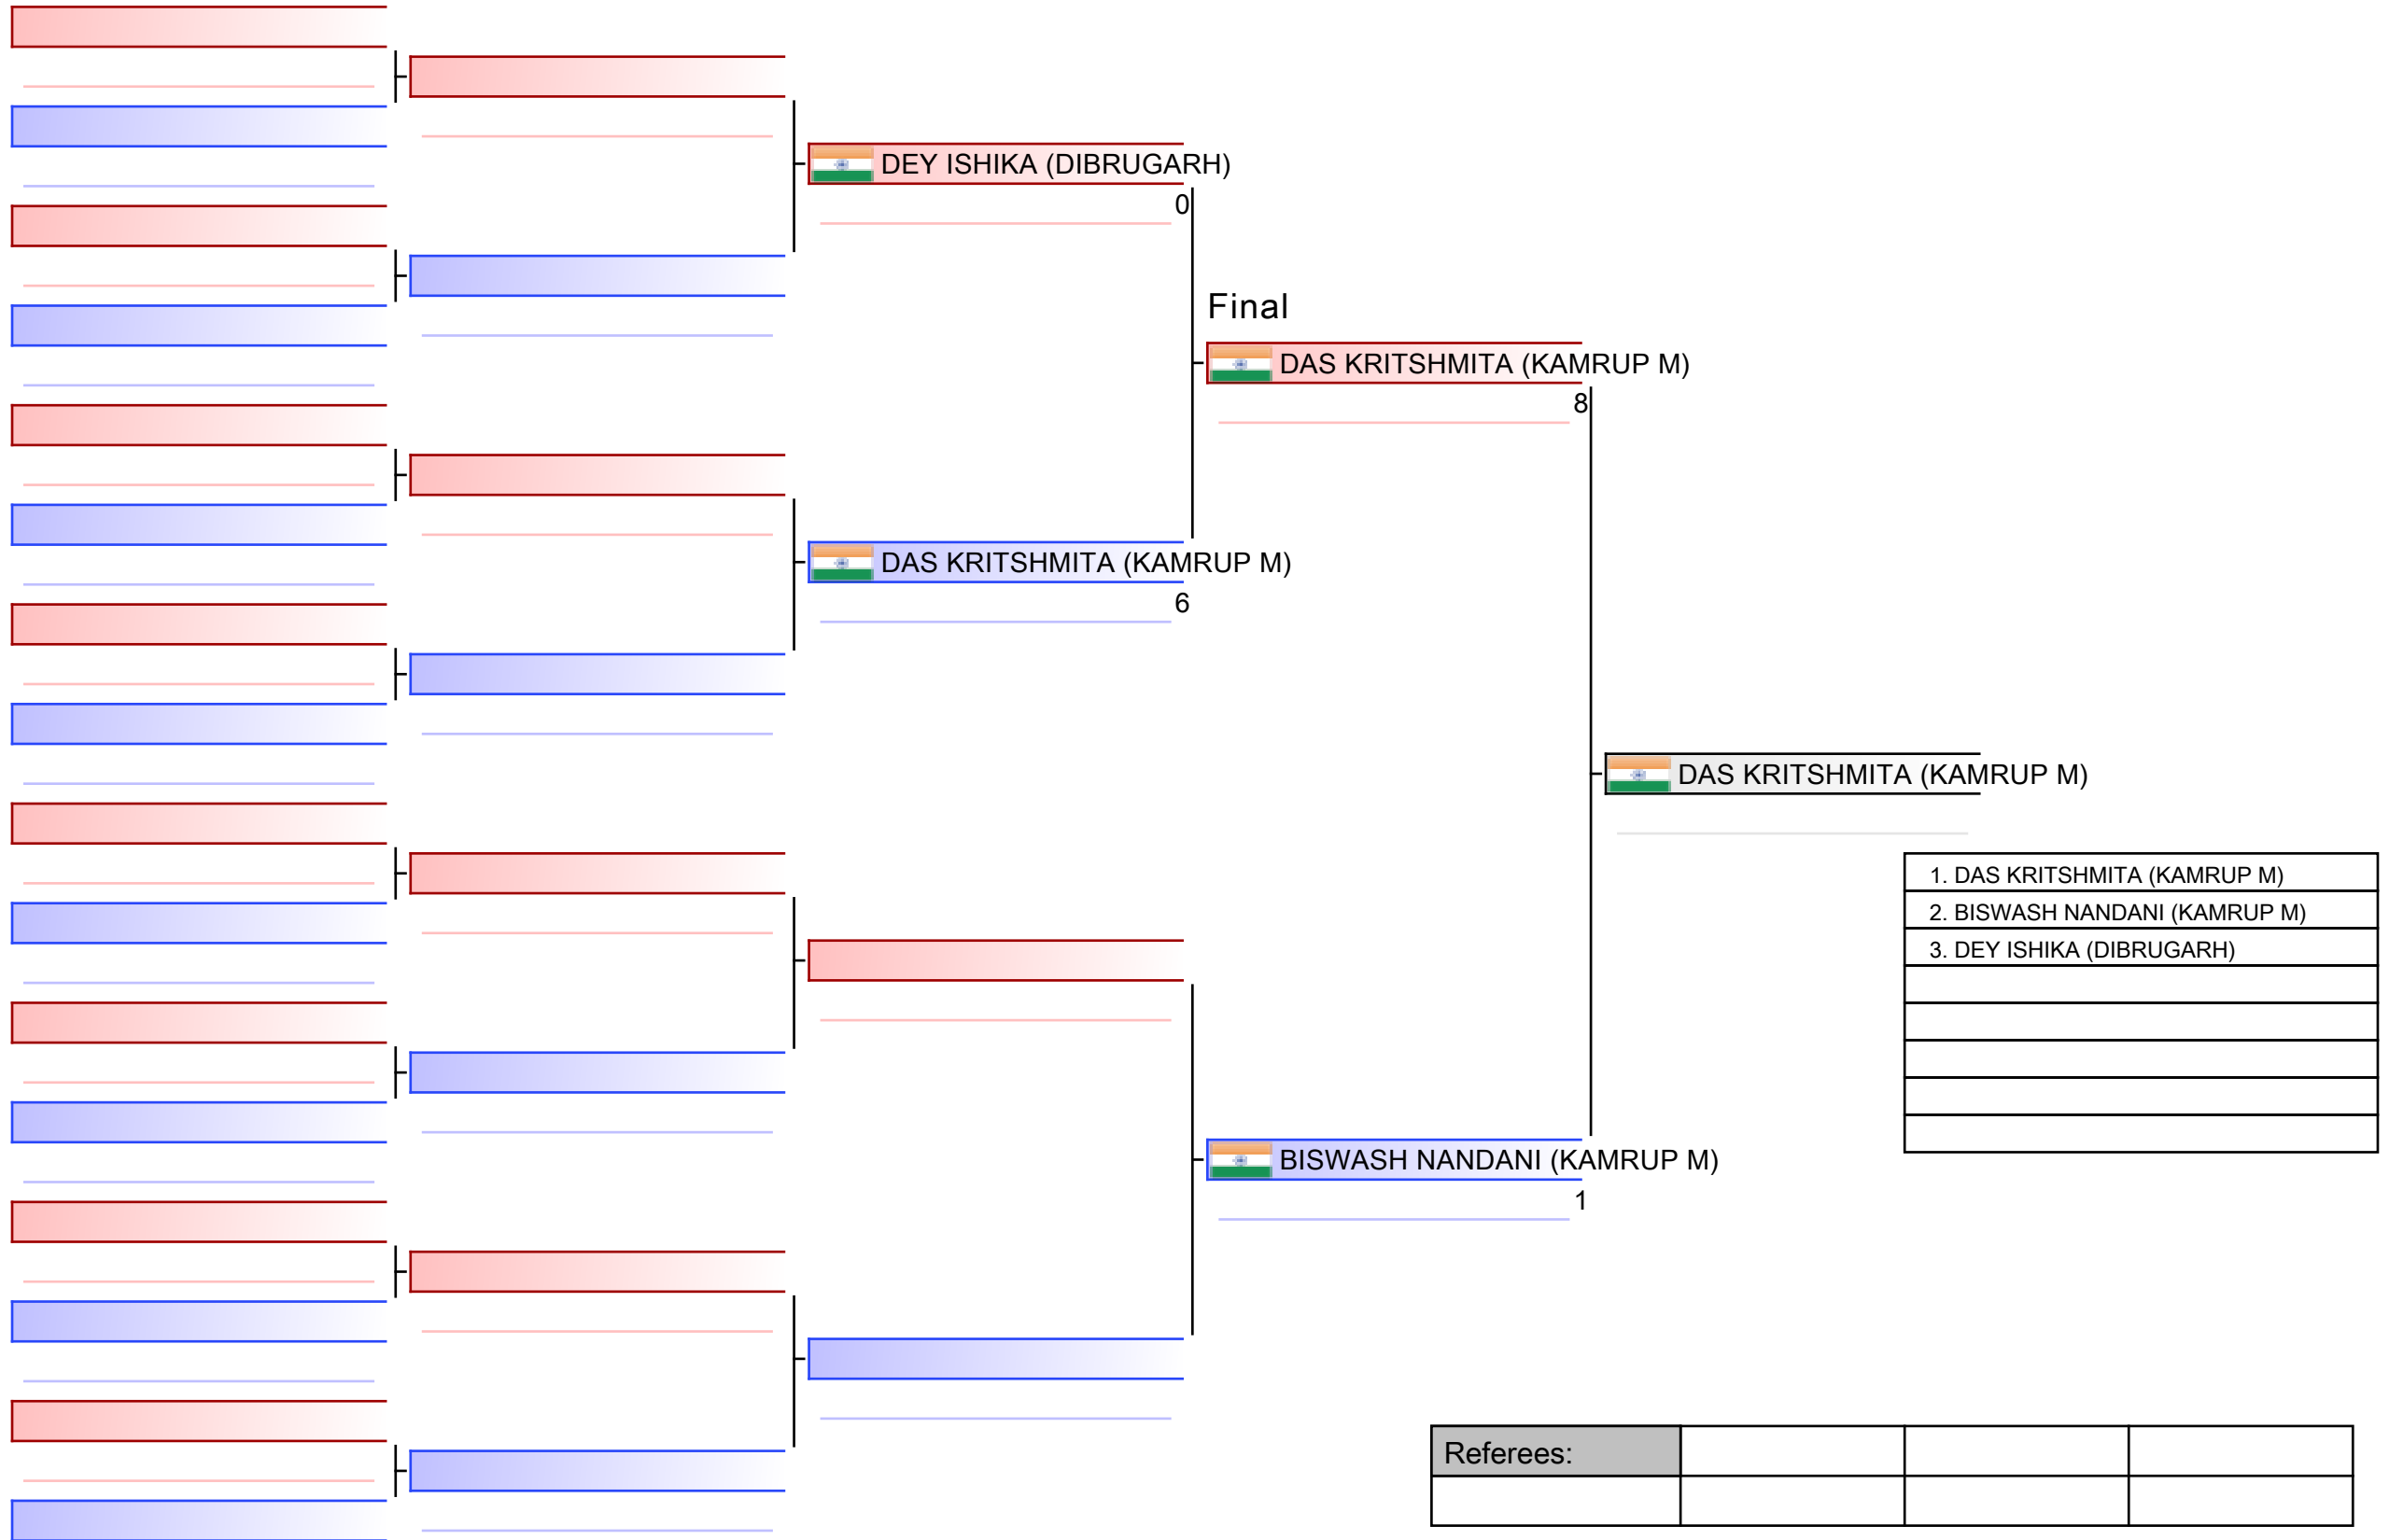 DEY ISHIKA (DIBRUGARH)
0
Final
DAS KRITSHMITA (KAMRUP M)
8
DAS KRITSHMITA (KAMRUP M)
6
DAS KRITSHMITA (KAMRUP M)
1. DAS KRITSHMITA (KAMRUP M)
2. BISWASH NANDANI (KAMRUP M)
3. DEY ISHIKA (DIBRUGARH)
BISWASH NANDANI (KAMRUP M)
1
Referees: